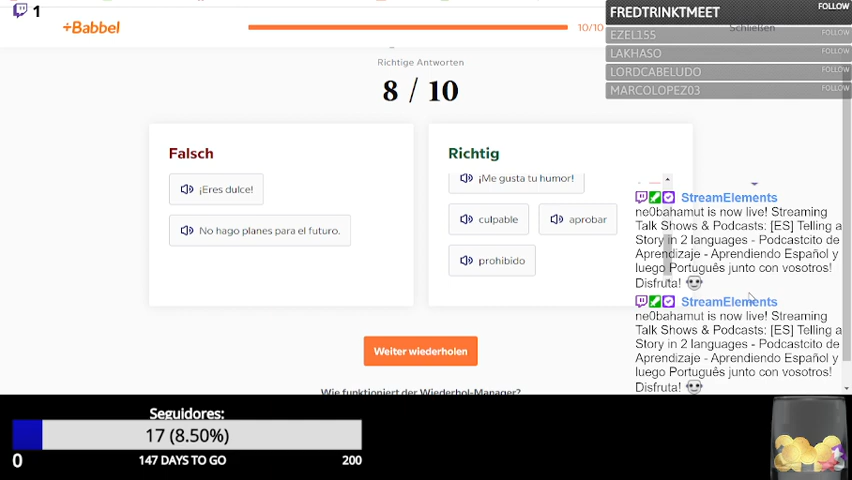 1
+Babbel
10/10
Schließen
FREDTRINKTMEET FOLLOW
EZEL155 FOLLOW
LAKHASO FOLLOW
LORDCABELUDO FOLLOW
MARCOLOPEZ03 FOLLOW
Richtige Antworten
8 / 10
Falsch
¡Eres dulce!
No hago planes para el futuro.
Richtig
¡Me gusta tu humor!
culpable
aprobar
prohibido
Weiter wiederholen
Wie funktioniert der Wiederhol-Manager?
StreamElements
ne0bahamut is now live! Streaming
Talk Shows & Podcasts: [ES] Telling a
Story in 2 languages - Podcastcito de
Aprendizaje - Aprendiendo Español y
luego Português junto con vosotros!
Disfruta!
StreamElements
ne0bahamut is now live! Streaming
Talk Shows & Podcasts: [ES] Telling a
Story in 2 languages - Podcastcito de
Aprendizaje - Aprendiendo Español y
luego Português junto con vosotros!
Disfruta!
Seguidores:
17 (8.50%)
0 147 DAYS TO GO 200